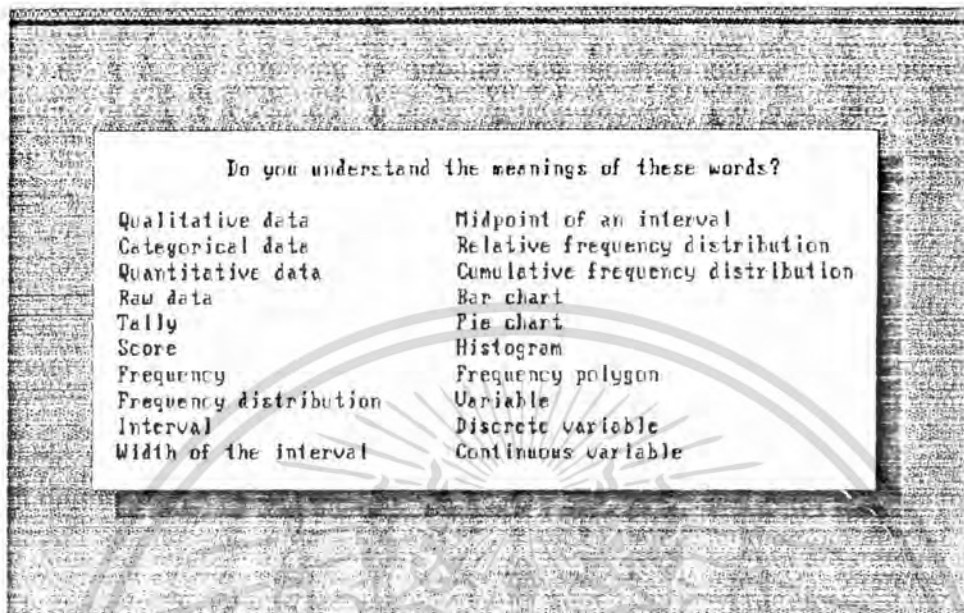 Do you understand the meanings of these words?
Qualitative data
Categorical data
Quantitative data
Raw data
Tally
Score
Frequency
Frequency distribution
Interval
Width of the interval
Midpoint of an interval
Relative frequency distribution
Cumulative frequency distribution
Bar chart
Pie chart
Histogram
Frequency polygon
Variable
Discrete variable
Continuous variable